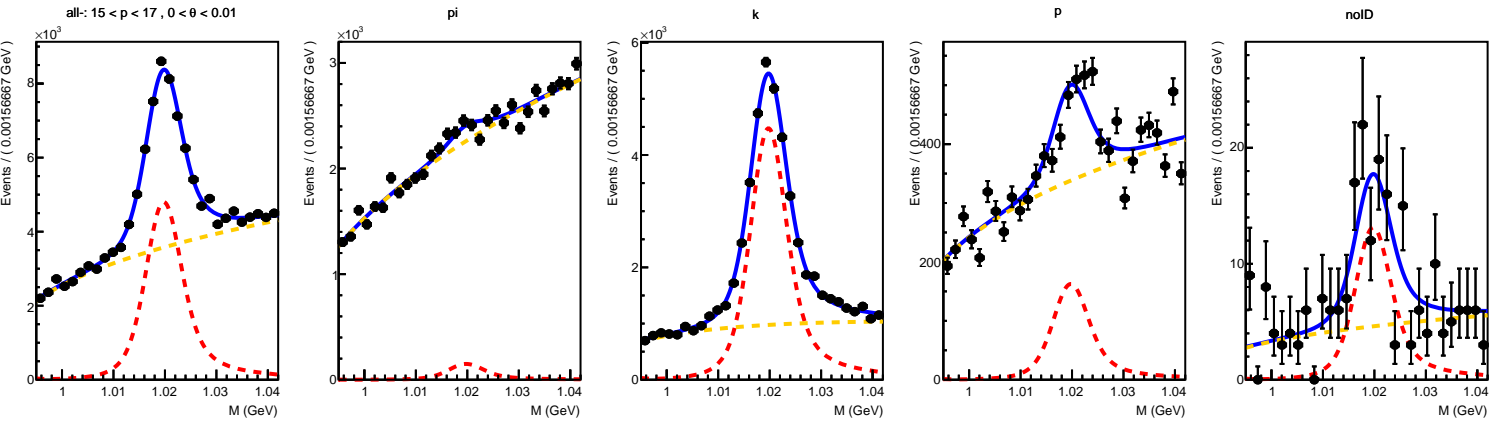 all-: 15 < p < 17 , 0 < θ < 0.01
×10³
Events / ( 0.00156667 GeV )
8
6
4
2
0
1 1.01 1.02 1.03 1.04
M (GeV)
pi
×10³
Events / ( 0.00156667 GeV )
3
2
1
0
1 1.01 1.02 1.03 1.04
M (GeV)
k
×10³
Events / ( 0.00156667 GeV )
6
4
2
0
1 1.01 1.02 1.03 1.04
M (GeV)
p
Events / ( 0.00156667 GeV )
400
200
0
1 1.01 1.02 1.03 1.04
M (GeV)
noID
Events / ( 0.00156667 GeV )
20
10
0
1 1.01 1.02 1.03 1.04
M (GeV)